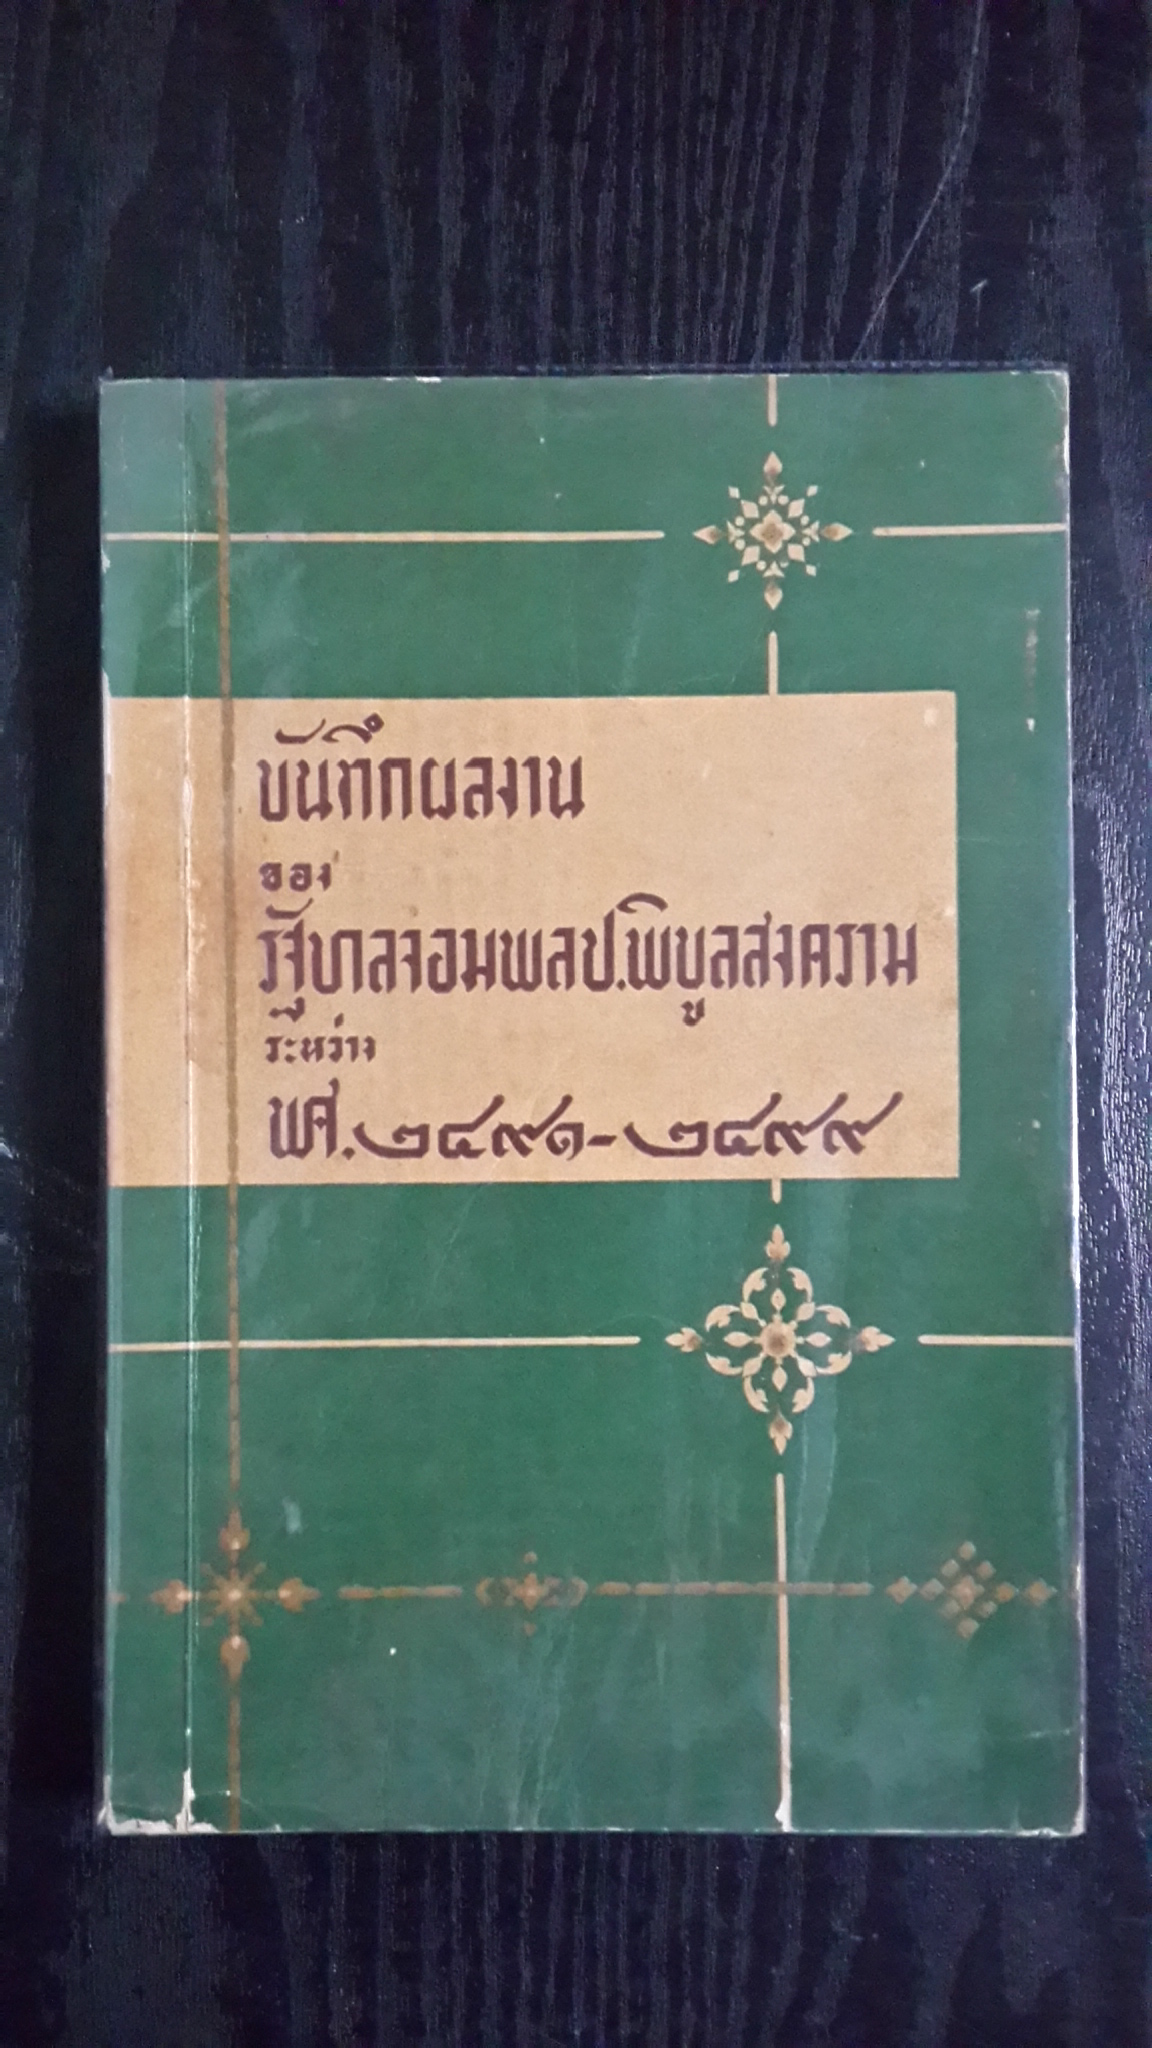 บันทึกผลงาน
ของ
รัฐบาลจอมพลป.พิบูลสงคราม
ระหว่าง
พศ.๒๔๙๑-๒๔๙๙